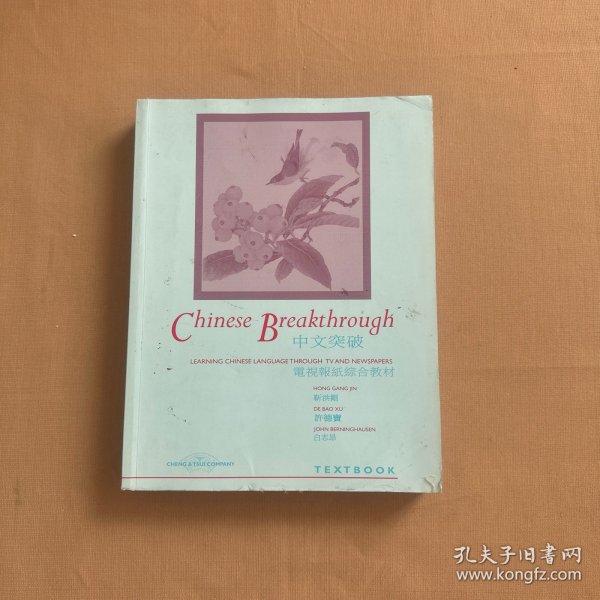 Chinese Breakthrough
中文突破
LEARNING CHINESE LANGUAGE THROUGH TV AND NEWSPAPERS
電視報紙綜合教材
HONG GANG JIN
靳洪剛
DE BAO XU
許德寶
JOHN BERNINGHAUSEN
白志昂
CHENG & TSUI COMPANY
TEXTBOOK
孔夫子旧书网
www.kongfz.com